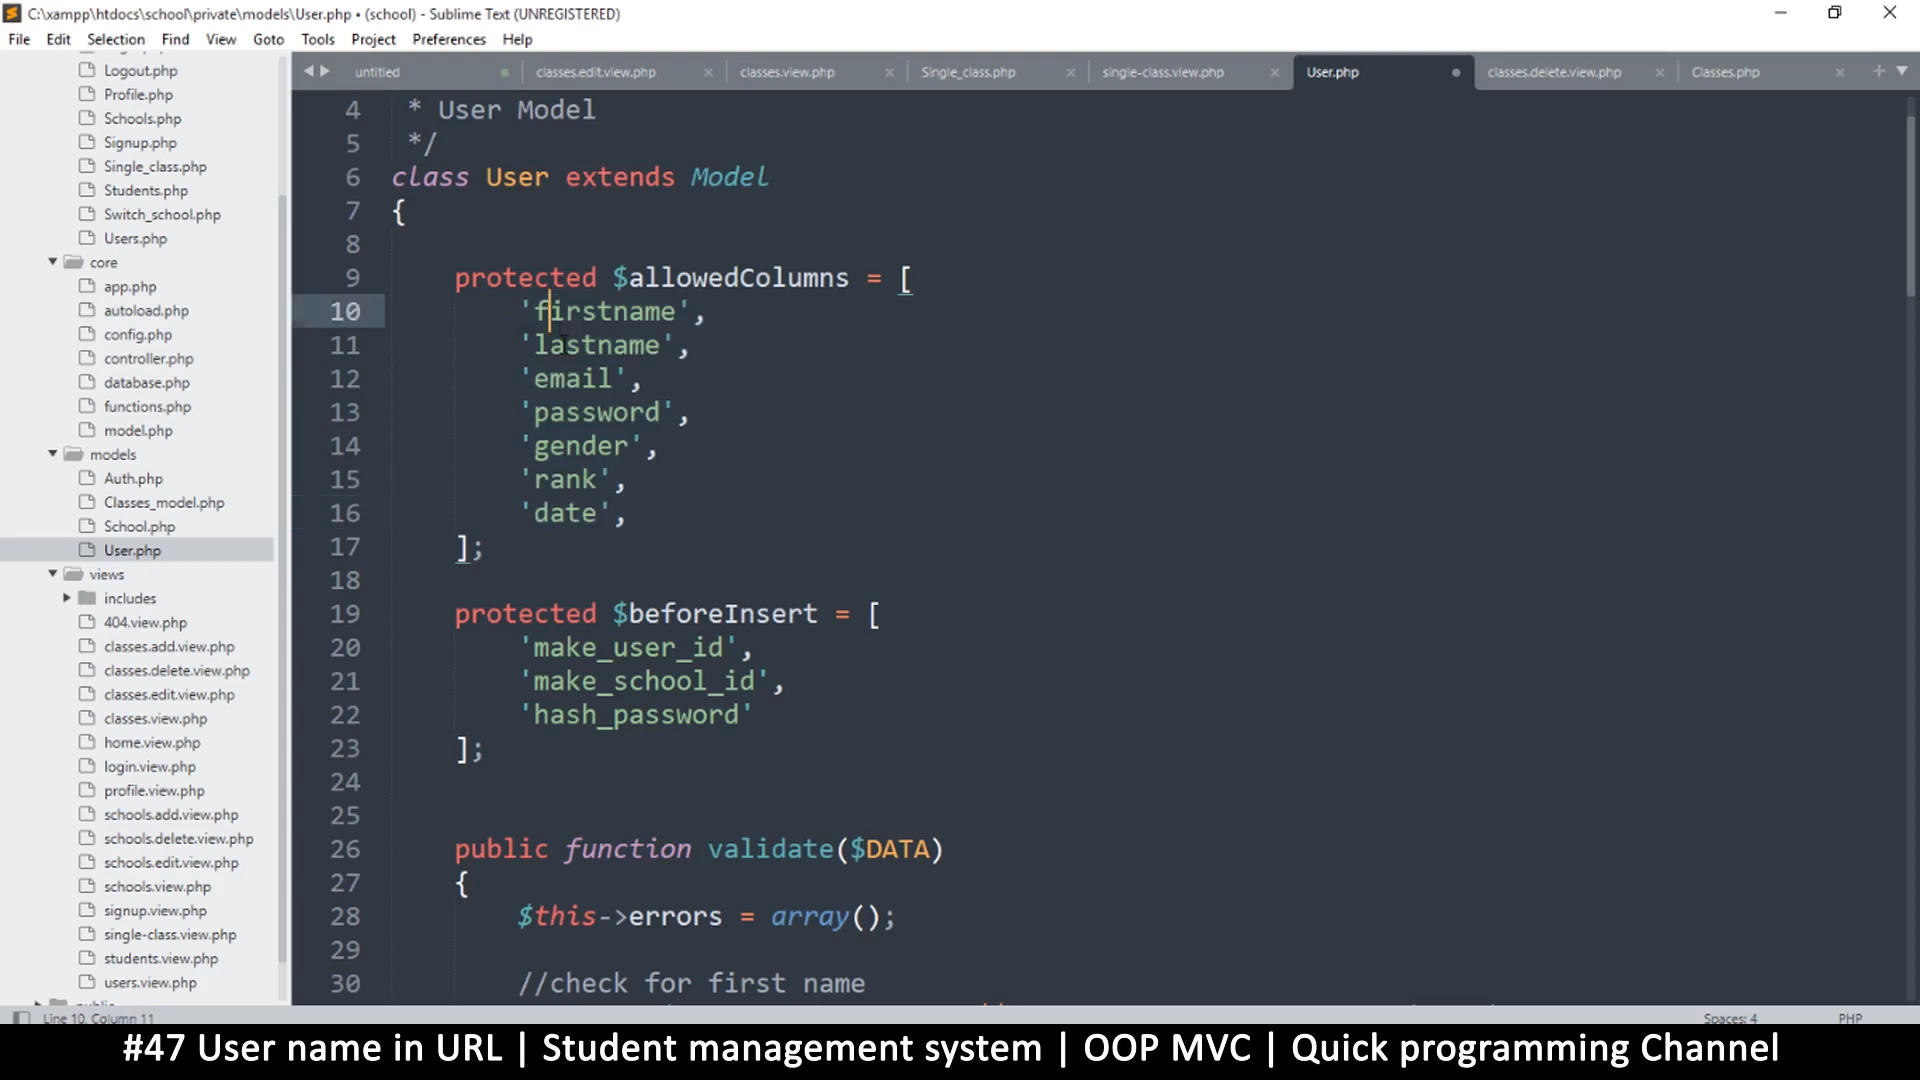 C:\xampp\htdocs\school\private\models\User.php • (school) - Sublime Text (UNREGISTERED)
File Edit Selection Find View Goto Tools Project Preferences Help
Logout.php
Profile.php
Schools.php
Signup.php
Single_class.php
Students.php
Switch_school.php
Users.php
core
app.php
autoload.php
config.php
controller.php
database.php
functions.php
model.php
models
Auth.php
Classes_model.php
School.php
User.php
views
includes
404.view.php
classes.add.view.php
classes.delete.view.php
classes.edit.view.php
classes.view.php
home.view.php
login.view.php
profile.view.php
schools.add.view.php
schools.delete.view.php
schools.edit.view.php
schools.view.php
signup.view.php
single-class.view.php
students.view.php
users.view.php
untitled classes.edit.view.php classes.view.php Single_class.php single-class.view.php User.php classes.delete.view.php Classes.php
4 * User Model
5 */
6 class User extends Model
7 {
8
9 protected $allowedColumns = [
10 'firstname',
11 'lastname',
12 'email',
13 'password',
14 'gender',
15 'rank',
16 'date',
17 ];
18
19 protected $beforeInsert = [
20 'make_user_id',
21 'make_school_id',
22 'hash_password'
23 ];
24
25
26 public function validate($DATA)
27 {
28 $this->errors = array();
29
30 //check for first name
Line 10, Column 11 Spaces: 4 PHP
#47 User name in URL | Student management system | OOP MVC | Quick programming Channel